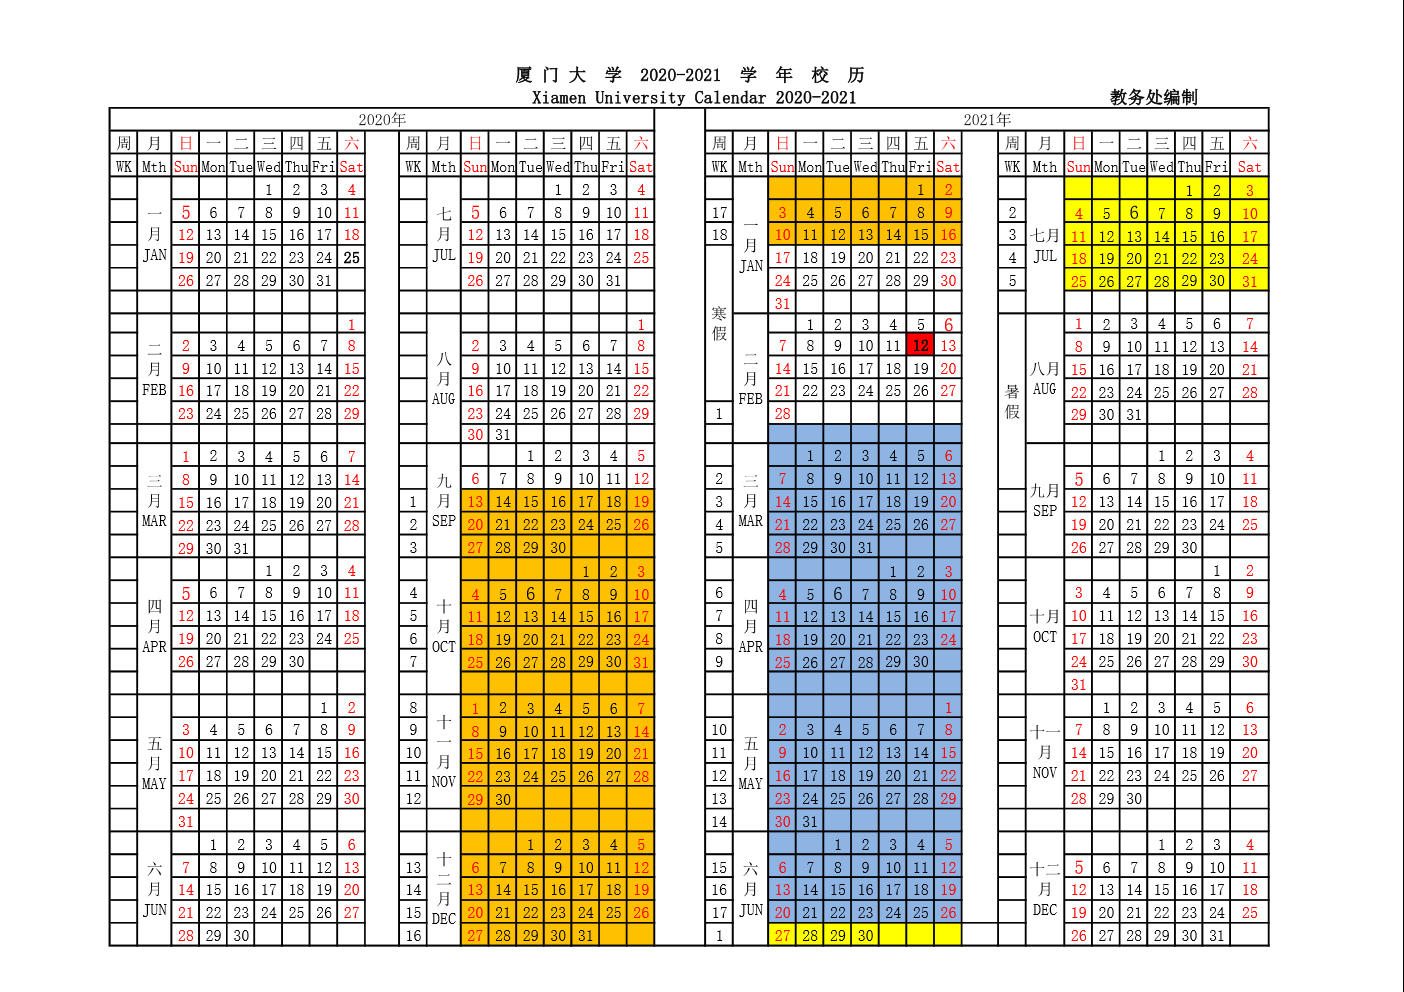 厦 门 大 学 2020-2021 学 年 校 历
Xiamen University Calendar 2020-2021
教务处编制
2020年
周 月 日 一 二 三 四 五 六
WK Mth Sun Mon Tue Wed Thu Fri Sat
一月
JAN
1 2 3 4
5 6 7 8 9 10 11
12 13 14 15 16 17 18
19 20 21 22 23 24 25
26 27 28 29 30 31
二月
FEB
1
2 3 4 5 6 7 8
9 10 11 12 13 14 15
16 17 18 19 20 21 22
23 24 25 26 27 28 29
三月
MAR
1 2 3 4 5 6 7
8 9 10 11 12 13 14
15 16 17 18 19 20 21
22 23 24 25 26 27 28
29 30 31
四月
APR
1 2 3 4
5 6 7 8 9 10 11
12 13 14 15 16 17 18
19 20 21 22 23 24 25
26 27 28 29 30
五月
MAY
1 2
3 4 5 6 7 8 9
10 11 12 13 14 15 16
17 18 19 20 21 22 23
24 25 26 27 28 29 30
31
六月
JUN
1 2 3 4 5 6
7 8 9 10 11 12 13
14 15 16 17 18 19 20
21 22 23 24 25 26 27
28 29 30
周 月 日 一 二 三 四 五 六
WK Mth Sun Mon Tue Wed Thu Fri Sat
七月
JUL
1 2 3 4
5 6 7 8 9 10 11
12 13 14 15 16 17 18
19 20 21 22 23 24 25
26 27 28 29 30 31
八月
AUG
1
2 3 4 5 6 7 8
9 10 11 12 13 14 15
16 17 18 19 20 21 22
23 24 25 26 27 28 29
30 31
九月
SEP
1 2 3 4 5
6 7 8 9 10 11 12
1 13 14 15 16 17 18 19
2 20 21 22 23 24 25 26
3 27 28 29 30
十月
OCT
1 2 3
4 4 5 6 7 8 9 10
5 11 12 13 14 15 16 17
6 18 19 20 21 22 23 24
7 25 26 27 28 29 30 31
十一月
NOV
8 1 2 3 4 5 6 7
9 8 9 10 11 12 13 14
10 15 16 17 18 19 20 21
11 22 23 24 25 26 27 28
12 29 30
十二月
DEC
1 2 3 4 5
13 6 7 8 9 10 11 12
14 13 14 15 16 17 18 19
15 20 21 22 23 24 25 26
16 27 28 29 30 31
2021年
周 月 日 一 二 三 四 五 六
WK Mth Sun Mon Tue Wed Thu Fri Sat
一月
JAN
1 2
17 3 4 5 6 7 8 9
18 10 11 12 13 14 15 16
寒假
17 18 19 20 21 22 23
24 25 26 27 28 29 30
31
二月
FEB
1 2 3 4 5 6
7 8 9 10 11 12 13
14 15 16 17 18 19 20
21 22 23 24 25 26 27
1 28
三月
MAR
1 2 3 4 5 6
2 7 8 9 10 11 12 13
3 14 15 16 17 18 19 20
4 21 22 23 24 25 26 27
5 28 29 30 31
四月
APR
1 2 3
6 4 5 6 7 8 9 10
7 11 12 13 14 15 16 17
8 18 19 20 21 22 23 24
9 25 26 27 28 29 30
五月
MAY
1
10 2 3 4 5 6 7 8
11 9 10 11 12 13 14 15
12 16 17 18 19 20 21 22
13 23 24 25 26 27 28 29
14 30 31
六月
JUN
1 2 3 4 5
15 6 7 8 9 10 11 12
16 13 14 15 16 17 18 19
17 20 21 22 23 24 25 26
1 27 28 29 30
周 月 日 一 二 三 四 五 六
WK Mth Sun Mon Tue Wed Thu Fri Sat
七月
JUL
1 2 3
2 4 5 6 7 8 9 10
3 11 12 13 14 15 16 17
4 18 19 20 21 22 23 24
5 25 26 27 28 29 30 31
暑假
八月
AUG
1 2 3 4 5 6 7
8 9 10 11 12 13 14
15 16 17 18 19 20 21
22 23 24 25 26 27 28
29 30 31
九月
SEP
1 2 3 4
5 6 7 8 9 10 11
12 13 14 15 16 17 18
19 20 21 22 23 24 25
26 27 28 29 30
十月
OCT
1 2
3 4 5 6 7 8 9
10 11 12 13 14 15 16
17 18 19 20 21 22 23
24 25 26 27 28 29 30
31
十一月
NOV
1 2 3 4 5 6
7 8 9 10 11 12 13
14 15 16 17 18 19 20
21 22 23 24 25 26 27
28 29 30
十二月
DEC
1 2 3 4
5 6 7 8 9 10 11
12 13 14 15 16 17 18
19 20 21 22 23 24 25
26 27 28 29 30 31